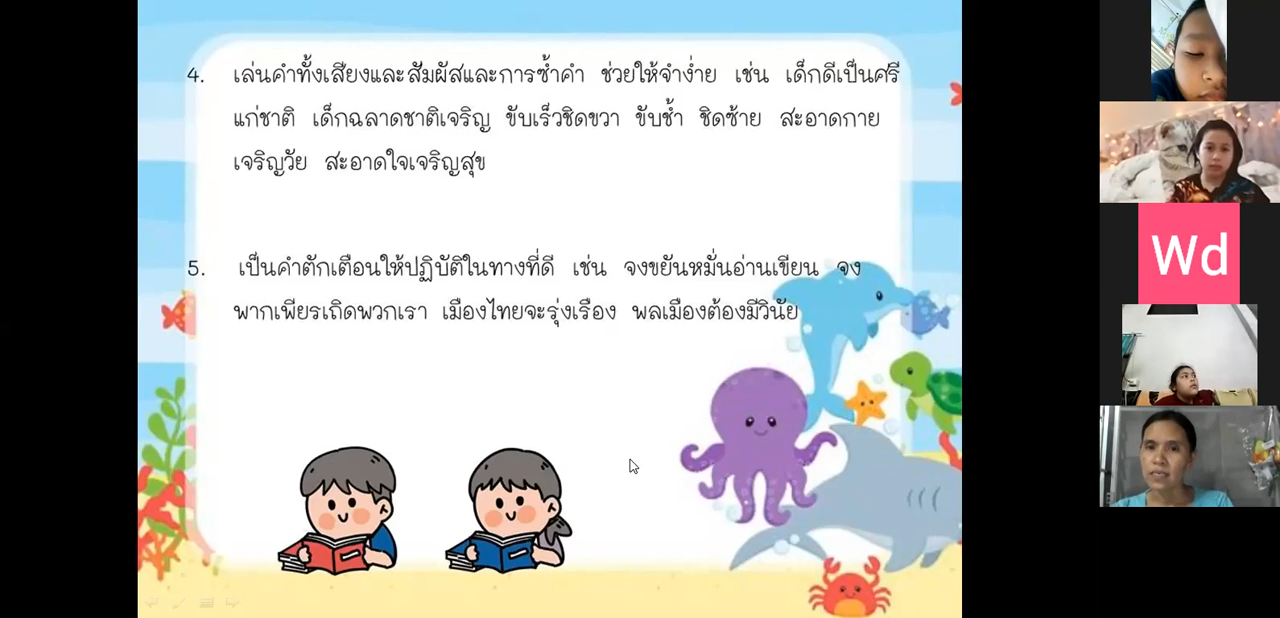 4. เล่นคำทั้งเสียงและสัมผัสและการซ้ำคำ ช่วยให้จำง่าย เช่น เด็กดีเป็นศรี
แก่ชาติ เด็กฉลาดชาติเจริญ ขับเร็วชิดขวา ขับช้ำ ชิดซ้าย สะอาดกาย
เจริญวัย สะอาดใจเจริญสุข
5. เป็นคำตักเตือนให้ปฏิบัติในทางที่ดี เช่น จงขยันหมั่นอ่านเขียน จง
พากเพียรเถิดพวกเรา เมืองไทยจะรุ่งเรือง พลเมืองต้องมีวินัย
Wd